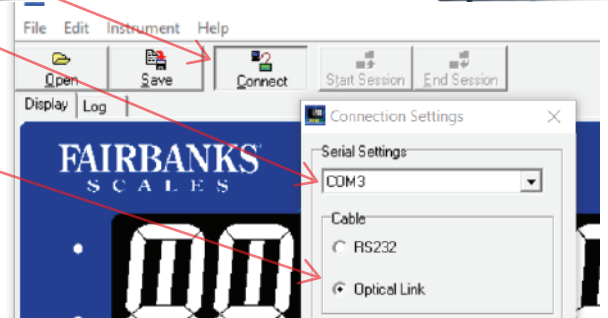 File Edit Instrument Help
Open Save Connect Start Session End Session
Display Log
Connection Settings
Serial Settings
FAIRBANKS
SCALES
COM3
Cable
RS232
Optical Link